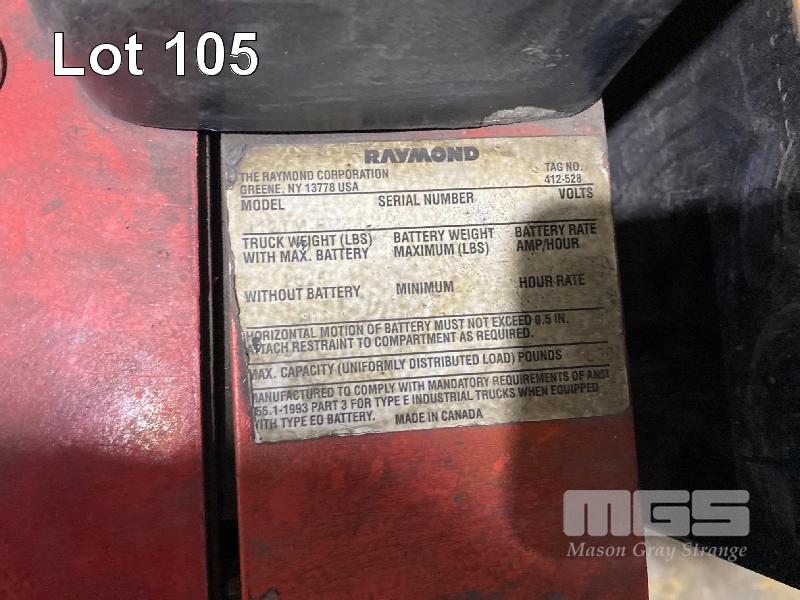 Lot 105
RAYMOND
THE RAYMOND CORPORATION
GREENE, NY 13778 USA
TAG NO.
412-528
MODEL SERIAL NUMBER VOLTS
TRUCK WEIGHT (LBS) BATTERY WEIGHT BATTERY RATE
WITH MAX. BATTERY MAXIMUM (LBS) AMP/HOUR
WITHOUT BATTERY MINIMUM HOUR RATE
HORIZONTAL MOTION OF BATTERY MUST NOT EXCEED 0.5 IN.
ATTACH RESTRAINT TO COMPARTMENT AS REQUIRED.
MAX. CAPACITY (UNIFORMLY DISTRIBUTED LOAD) POUNDS
MANUFACTURED TO COMPLY WITH MANDATORY REQUIREMENTS OF ANSI
B56.1-1993 PART 3 FOR TYPE E INDUSTRIAL TRUCKS WHEN EQUIPPED
WITH TYPE EO BATTERY. MADE IN CANADA
MGS
Mason Gray Strange